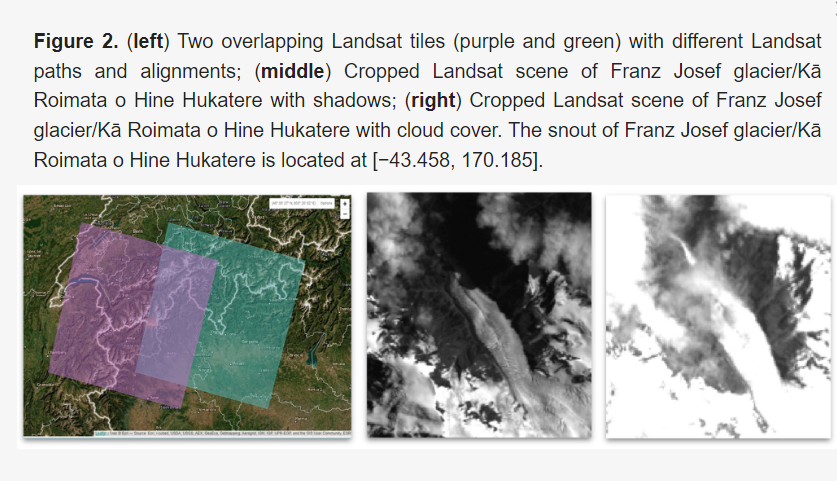 Figure 2. (left) Two overlapping Landsat tiles (purple and green) with different Landsat
paths and alignments; (middle) Cropped Landsat scene of Franz Josef glacier/Kā
Roimata o Hine Hukatere with shadows; (right) Cropped Landsat scene of Franz Josef
glacier/Kā Roimata o Hine Hukatere with cloud cover. The snout of Franz Josef glacier/Kā
Roimata o Hine Hukatere is located at [−43.458, 170.185].